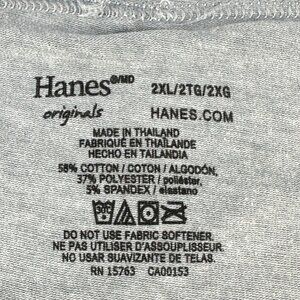 Hanes®/MD 2XL/2TG/2XG
originals HANES.COM
MADE IN THAILAND
FABRIQUÉ EN THAÏLANDE
HECHO EN TAILANDIA
58% COTTON / COTON / ALGODÓN,
37% POLYESTER / poliéster,
5% SPANDEX / elastano
DO NOT USE FABRIC SOFTENER.
NE PAS UTILISER D'ASSOUPLISSANT.
NO USAR SUAVIZANTE DE TELAS.
RN 15763 CA00153